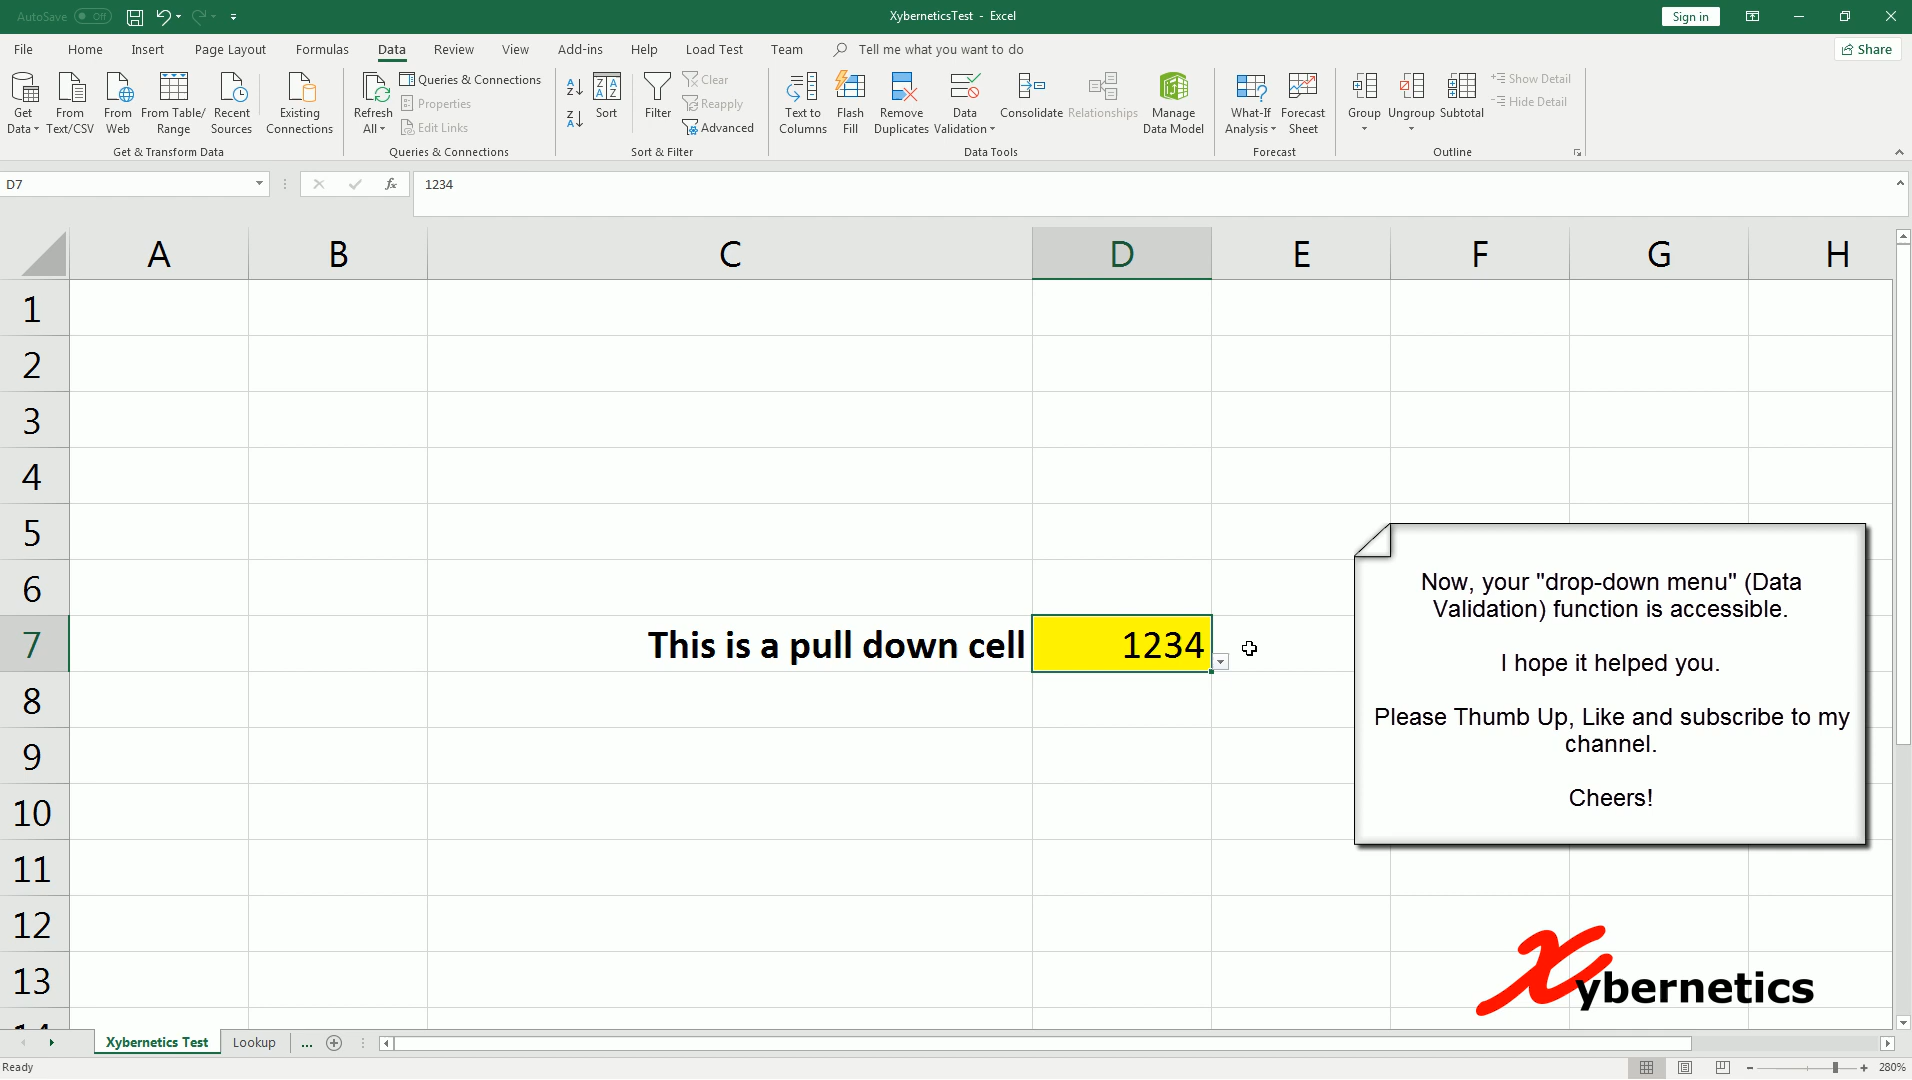 AutoSave Off
XyberneticsTest - Excel
Sign in
File Home Insert Page Layout Formulas Data Review View Add-ins Help Load Test Team Tell me what you want to do Share
Get Data
From Text/CSV
From Web
From Table/ Range
Recent Sources
Existing Connections
Get & Transform Data
Refresh All
Queries & Connections
Properties
Edit Links
Queries & Connections
Sort
Filter
Clear
Reapply
Advanced
Sort & Filter
Text to Columns
Flash Fill
Remove Duplicates
Data Validation
Consolidate
Relationships
Manage Data Model
Data Tools
What-If Analysis
Forecast Sheet
Forecast
Group
Ungroup
Subtotal
Show Detail
Hide Detail
Outline
D7 fx 1234
A B C D E F G H
1
2
3
4
5
6
7 This is a pull down cell 1234
8
9
10
11
12
13
14
Now, your "drop-down menu" (Data
Validation) function is accessible.
I hope it helped you.
Please Thumb Up, Like and subscribe to my
channel.
Cheers!
Xybernetics
Xybernetics Test Lookup ...
Ready 280%